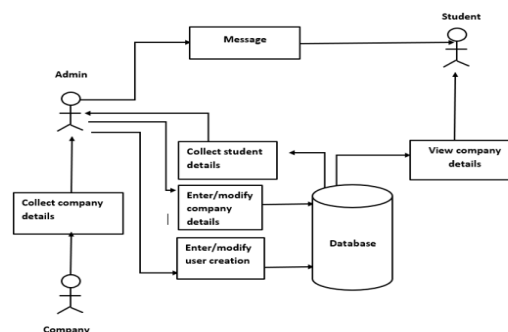 Student
Message
Admin
Collect student
details
View company
details
Collect company
details
Enter/modify
company
details
Database
Enter/modify
user creation
Company